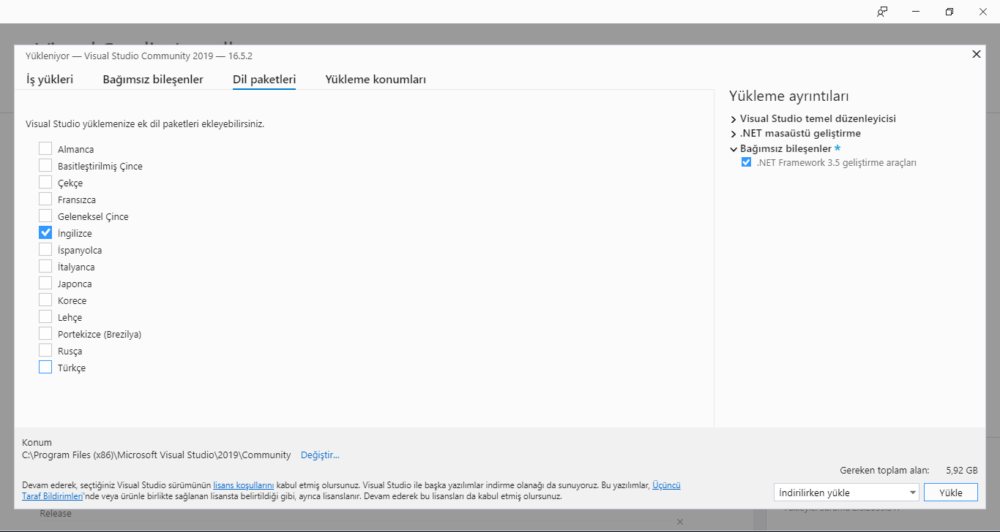 Yükleniyor — Visual Studio Community 2019 — 16.5.2
İş yükleri Bağımsız bileşenler Dil paketleri Yükleme konumları
Visual Studio yüklemenize ek dil paketleri ekleyebilirsiniz.
Almanca
Basitleştirilmiş Çince
Çekçe
Fransızca
Geleneksel Çince
İngilizce
İspanyolca
İtalyanca
Japonca
Korece
Lehçe
Portekizce (Brezilya)
Rusça
Türkçe
Yükleme ayrıntıları
Visual Studio temel düzenleyicisi
.NET masaüstü geliştirme
Bağımsız bileşenler *
.NET Framework 3.5 geliştirme araçları
Konum
C:\Program Files (x86)\Microsoft Visual Studio\2019\Community Değiştir...
Gereken toplam alan: 5,92 GB
Devam ederek, seçtiğiniz Visual Studio sürümünün lisans koşullarını kabul etmiş olursunuz. Visual Studio ile başka yazılımlar indirme olanağı da sunuyoruz. Bu yazılımlar, Üçüncü
Taraf Bildirimleri'nde veya ürünle birlikte sağlanan lisansta belirtildiği gibi, ayrıca lisanslanır. Devam ederek bu lisansları da kabul etmiş olursunuz.
İndirilirken yükle Yükle
Release